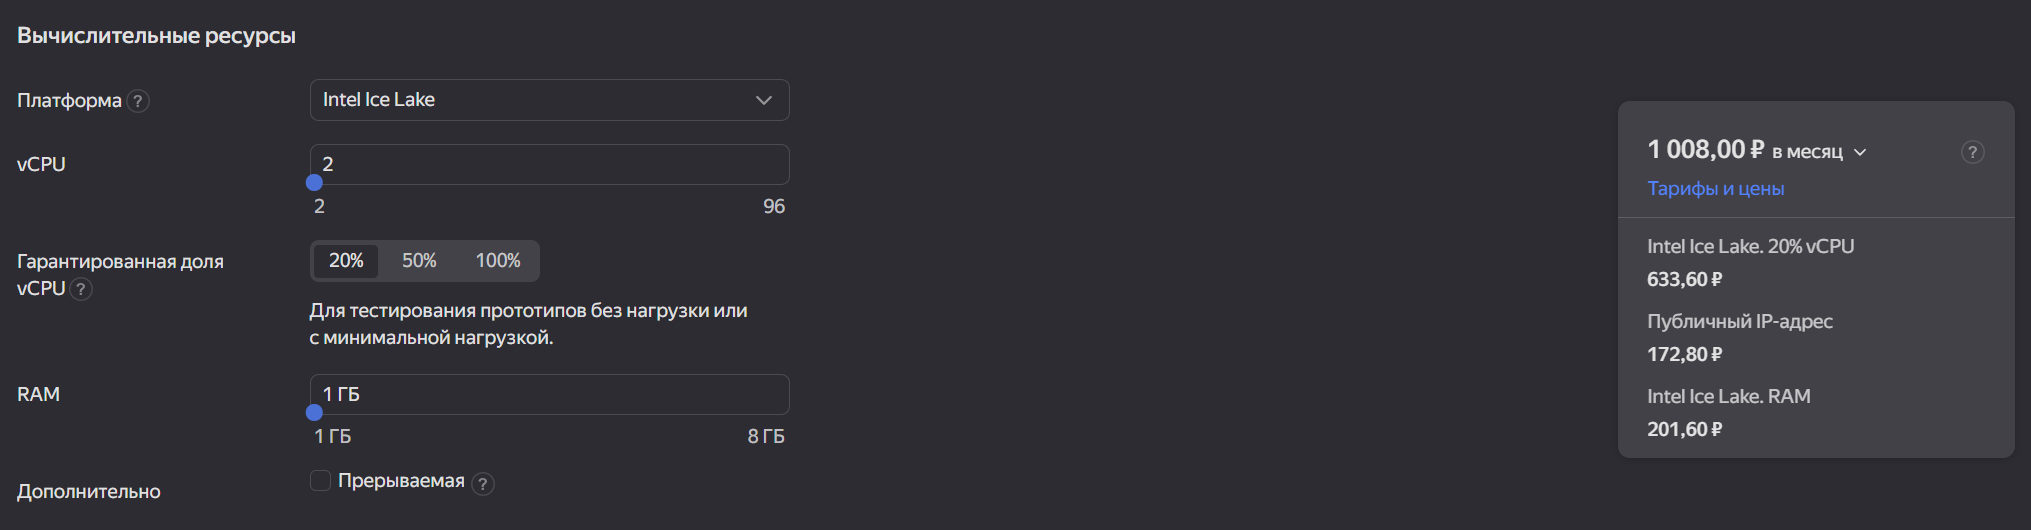 Вычислительные ресурсы
Платформа ?
Intel Ice Lake
vCPU
2
2 96
Гарантированная доля
vCPU ?
20% 50% 100%
Для тестирования прототипов без нагрузки или
с минимальной нагрузкой.
RAM
1 ГБ
1 ГБ 8 ГБ
Дополнительно
Прерываемая ?
1 008,00 ₽ в месяц ?
Тарифы и цены
Intel Ice Lake. 20% vCPU
633,60 ₽
Публичный IP-адрес
172,80 ₽
Intel Ice Lake. RAM
201,60 ₽